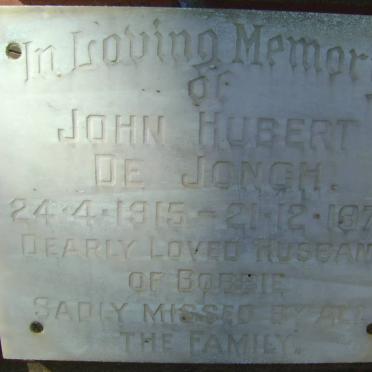 In Loving Memor
of
JOHN HUBERT
DE JONGH.
24·4·1915 – 21·12·197
DEARLY LOVED HUSBAN
OF BOBBIE
SADLY MISSED BY ALL
THE FAMILY.